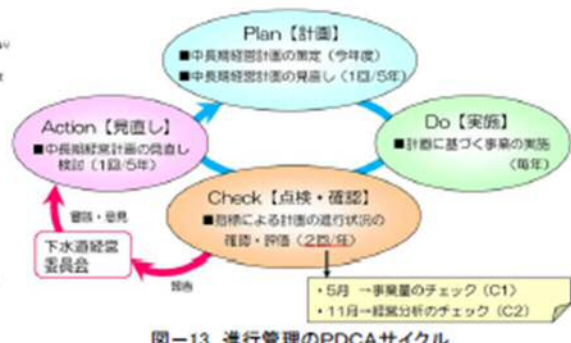 Plan【計画】
■中長期経営計画の策定（今年度）
■中長期経営計画の見直し（1回/5年）
Action【見直し】
■中長期経営計画の見直し
検討（1回/5年）
Do【実施】
■計画に基づく事業の実施
（毎年）
Check【点検・確認】
■指標による計画の進行状況の
確認・評価（2回/年）
審議・意見
下水道経営
委員会
報告
・5月 →事業量のチェック（C1）
・11月→経営分析のチェック（C2）
図－13 進行管理のPDCAサイクル